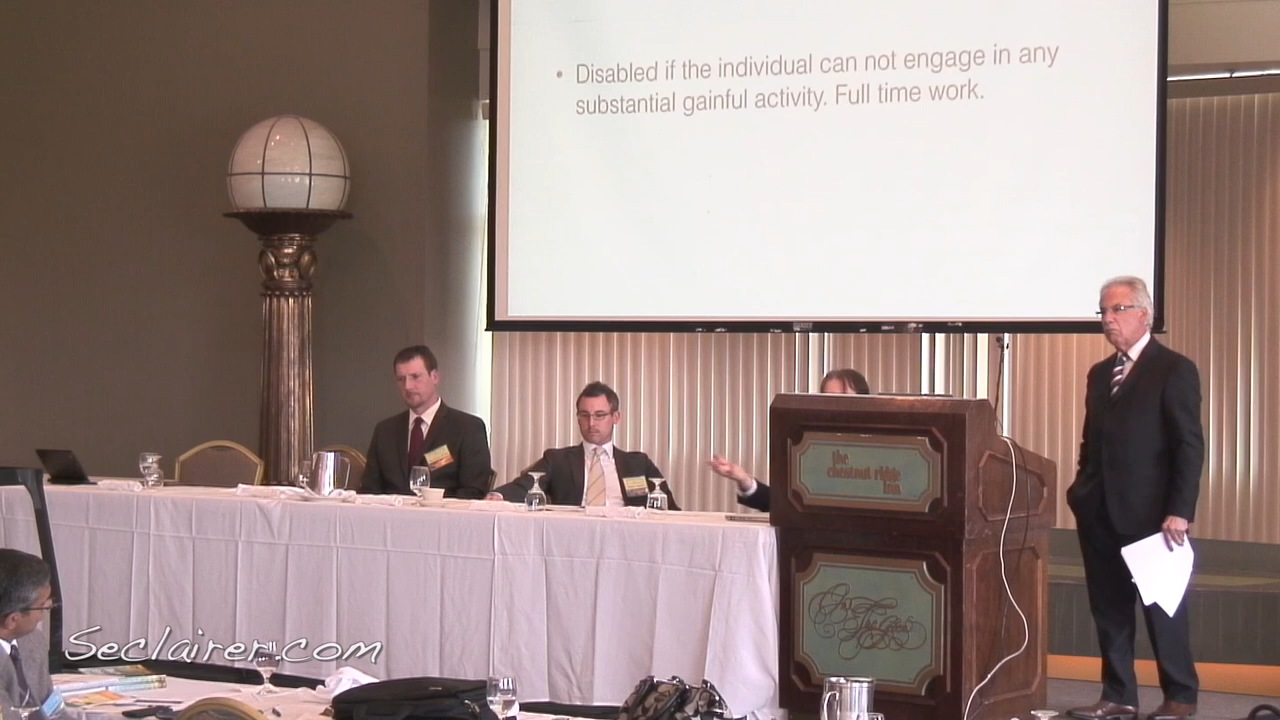 • Disabled if the individual can not engage in any
substantial gainful activity. Full time work.
the
chestnut ridge
inn
Seclairer.com